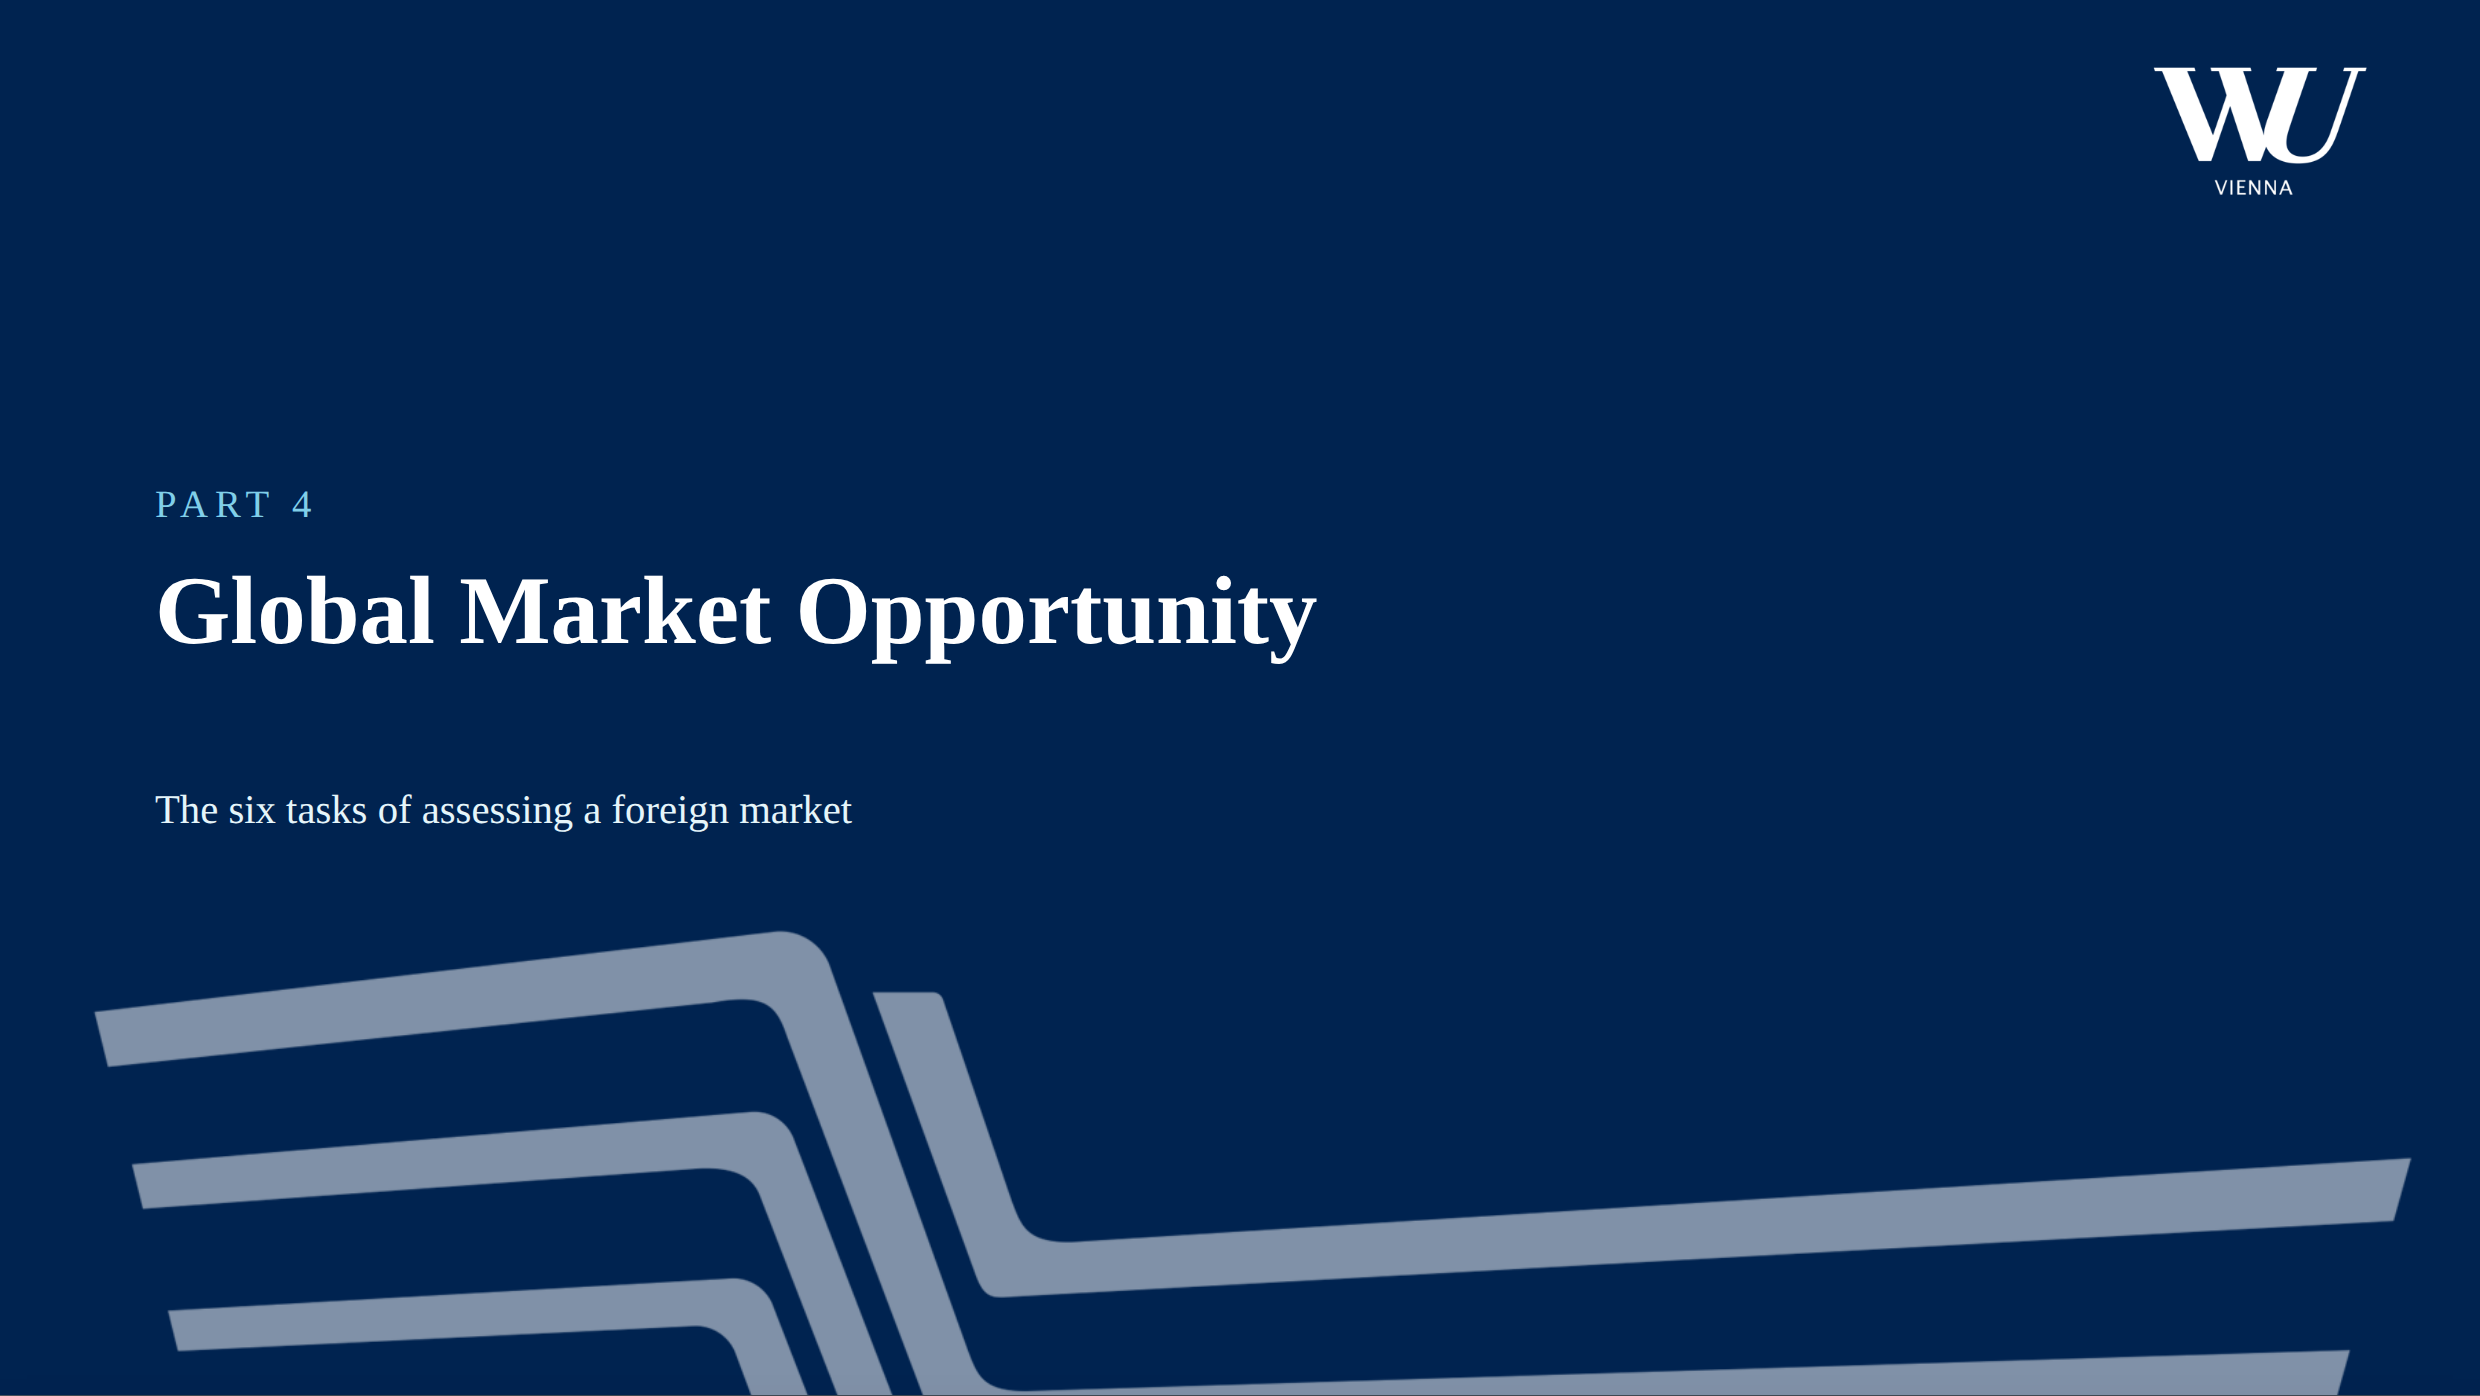 WU
VIENNA
PART 4
Global Market Opportunity
The six tasks of assessing a foreign market